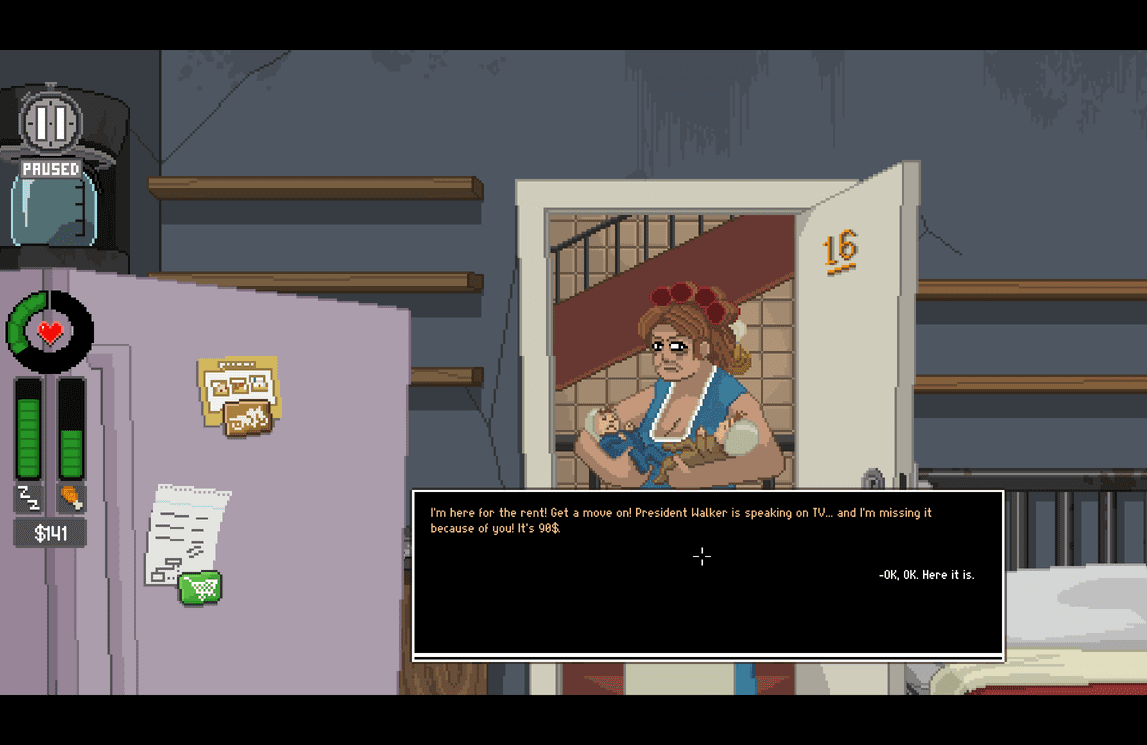 PAUSED
16
$141
I'm here for the rent! Get a move on! President Walker is speaking on TV... and I'm missing it
because of you! It's 90$.
-OK, OK. Here it is.